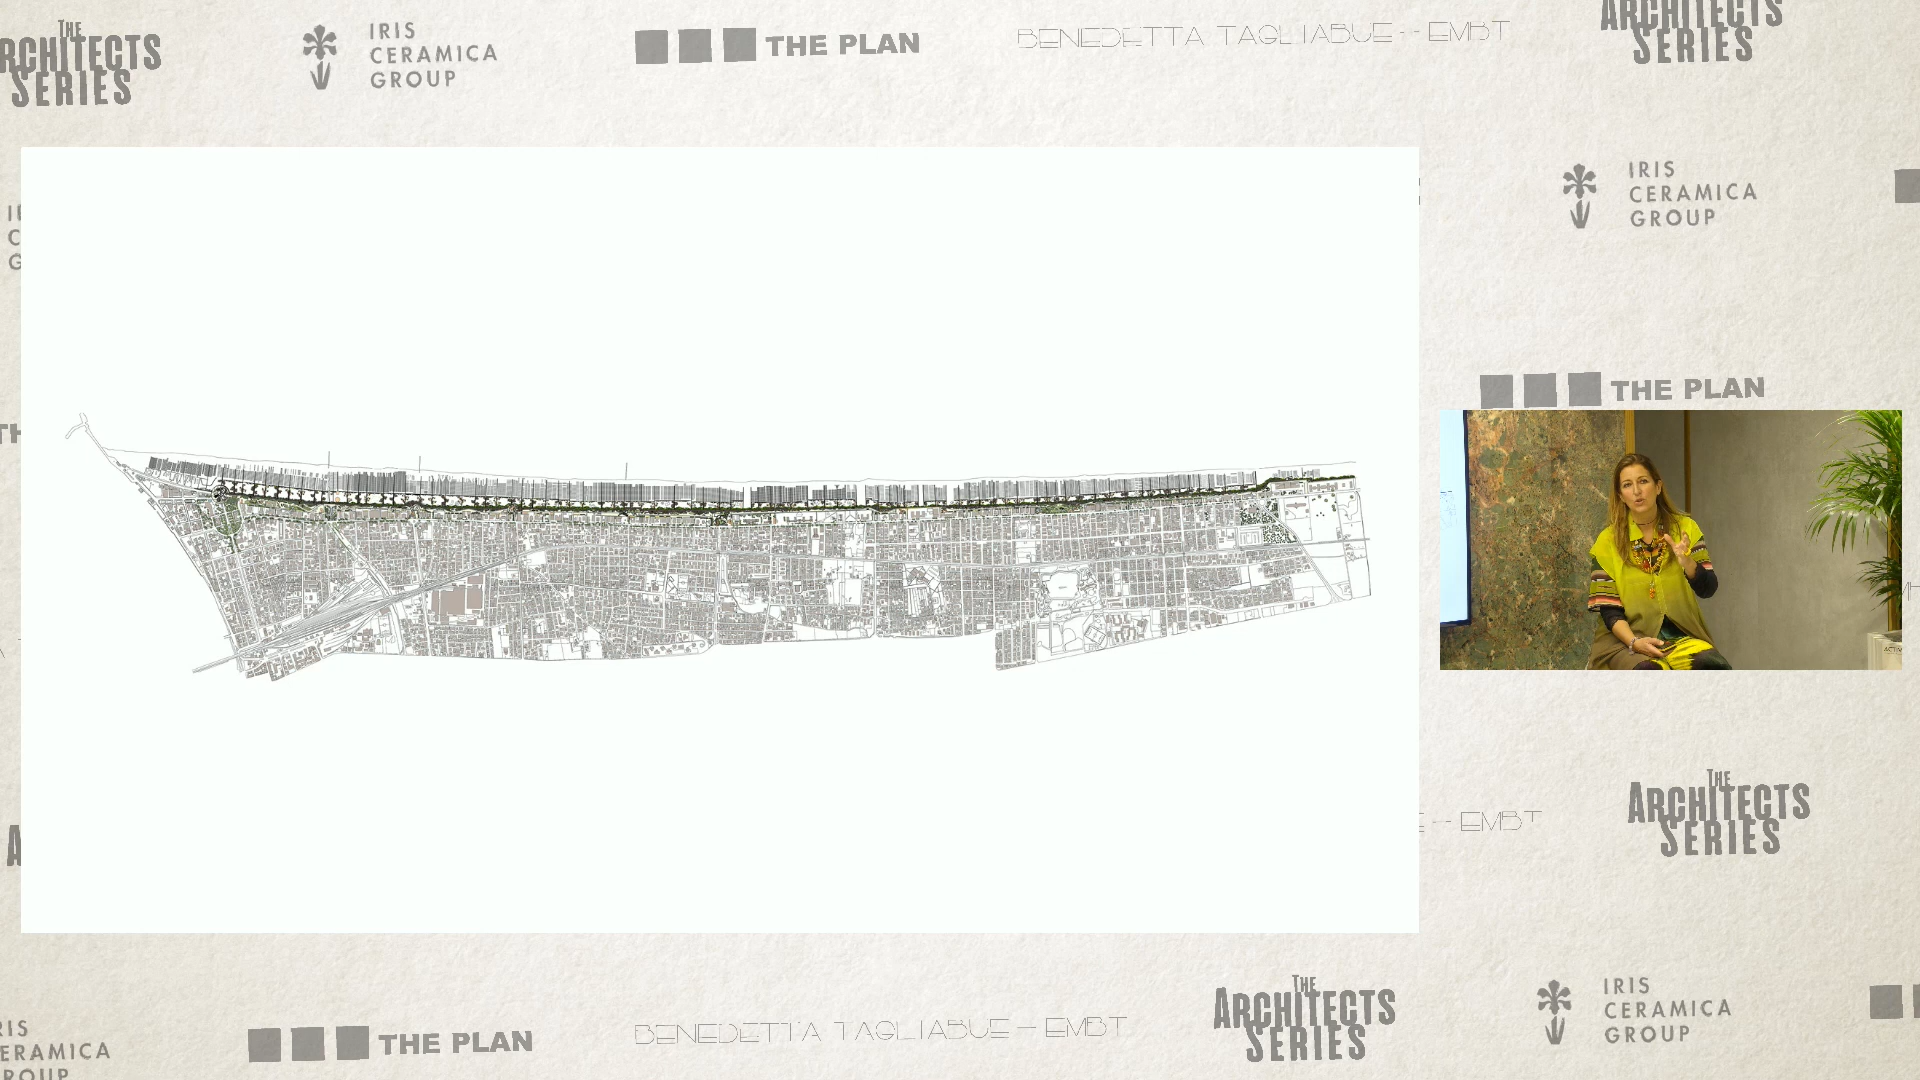 THE
ARCHITECTS
SERIES
IRIS
CERAMICA
GROUP
THE PLAN
BENEDETTA TAGLIABUE - EMBT
THE
ARCHITECTS
SERIES
IRIS
CERAMICA
GROUP
THE PLAN
E - EMBT
THE
ARCHITECTS
SERIES
THE
ARCHITECTS
SERIES
IRIS
CERAMICA
GROUP
THE PLAN
BENEDETTA TAGLIABUE - EMBT
IRIS
CERAMICA
GROUP